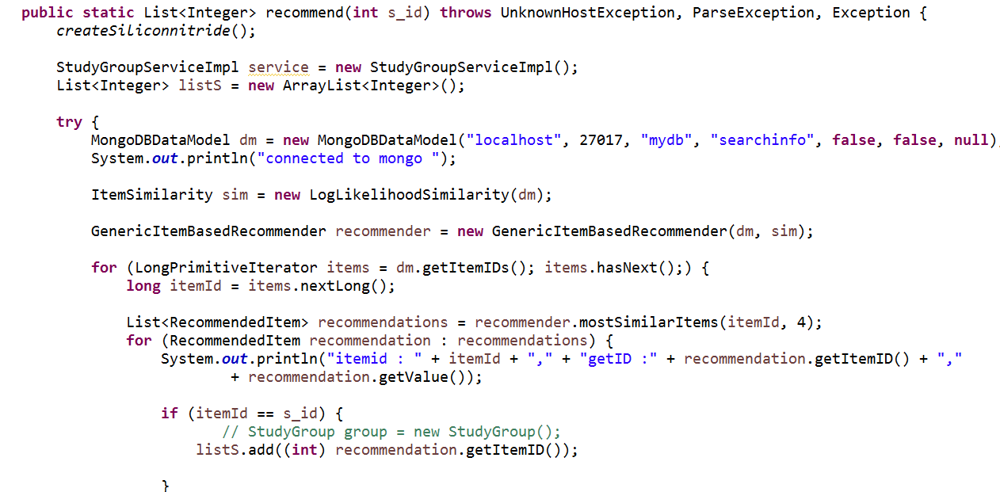 public static List<Integer> recommend(int s_id) throws UnknownHostException, ParseException, Exception {
createSiliconnitride();
StudyGroupServiceImpl service = new StudyGroupServiceImpl();
List<Integer> listS = new ArrayList<Integer>();
try {
MongoDBDataModel dm = new MongoDBDataModel("localhost", 27017, "mydb", "searchinfo", false, false, null)
System.out.println("connected to mongo ");
ItemSimilarity sim = new LogLikelihoodSimilarity(dm);
GenericItemBasedRecommender recommender = new GenericItemBasedRecommender(dm, sim);
for (LongPrimitiveIterator items = dm.getItemIDs(); items.hasNext();) {
long itemId = items.nextLong();
List<RecommendedItem> recommendations = recommender.mostSimilarItems(itemId, 4);
for (RecommendedItem recommendation : recommendations) {
System.out.println("itemid : " + itemId + "," + "getID :" + recommendation.getItemID() + ","
+ recommendation.getValue());
if (itemId == s_id) {
// StudyGroup group = new StudyGroup();
listS.add((int) recommendation.getItemID());
}